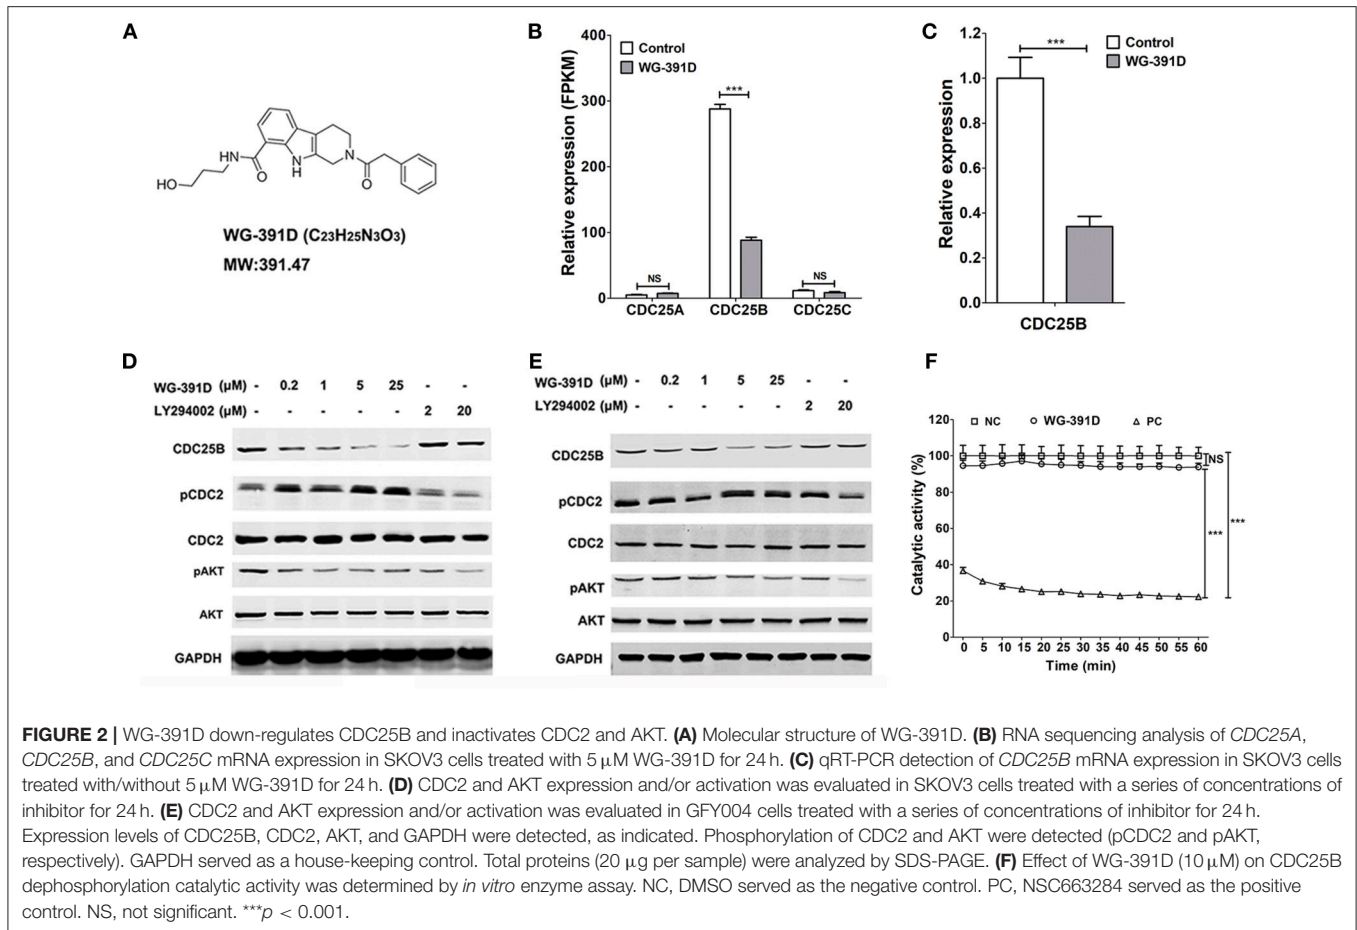 A
HN
O
HO
N
H
N
O
WG-391D (C23H25N3O3)
MW:391.47
B
Relative expression (FPKM)
400
300
200
100
0
Control
WG-391D
NS
***
NS
CDC25A CDC25B CDC25C
C
Relative expression
1.2
1.0
0.8
0.6
0.4
0.2
0.0
***
Control
WG-391D
CDC25B
D
WG-391D (μM) - 0.2 1 5 25 - -
LY294002 (μM) - - - - - 2 20
CDC25B
pCDC2
CDC2
pAKT
AKT
GAPDH
E
WG-391D (μM) - 0.2 1 5 25 - -
LY294002 (μM) - - - - - 2 20
CDC25B
pCDC2
CDC2
pAKT
AKT
GAPDH
F
Catalytic activity (%)
120
100
80
60
40
20
0
NC WG-391D PC
NS
***
***
0 5 10 15 20 25 30 35 40 45 50 55 60
Time (min)
FIGURE 2 | WG-391D down-regulates CDC25B and inactivates CDC2 and AKT. (A) Molecular structure of WG-391D. (B) RNA sequencing analysis of CDC25A,
CDC25B, and CDC25C mRNA expression in SKOV3 cells treated with 5 μM WG-391D for 24 h. (C) qRT-PCR detection of CDC25B mRNA expression in SKOV3 cells
treated with/without 5 μM WG-391D for 24 h. (D) CDC2 and AKT expression and/or activation was evaluated in SKOV3 cells treated with a series of concentrations of
inhibitor for 24 h. (E) CDC2 and AKT expression and/or activation was evaluated in GFY004 cells treated with a series of concentrations of inhibitor for 24 h.
Expression levels of CDC25B, CDC2, AKT, and GAPDH were detected, as indicated. Phosphorylation of CDC2 and AKT were detected (pCDC2 and pAKT,
respectively). GAPDH served as a house-keeping control. Total proteins (20 μg per sample) were analyzed by SDS-PAGE. (F) Effect of WG-391D (10 μM) on CDC25B
dephosphorylation catalytic activity was determined by in vitro enzyme assay. NC, DMSO served as the negative control. PC, NSC663284 served as the positive
control. NS, not significant. ***p < 0.001.